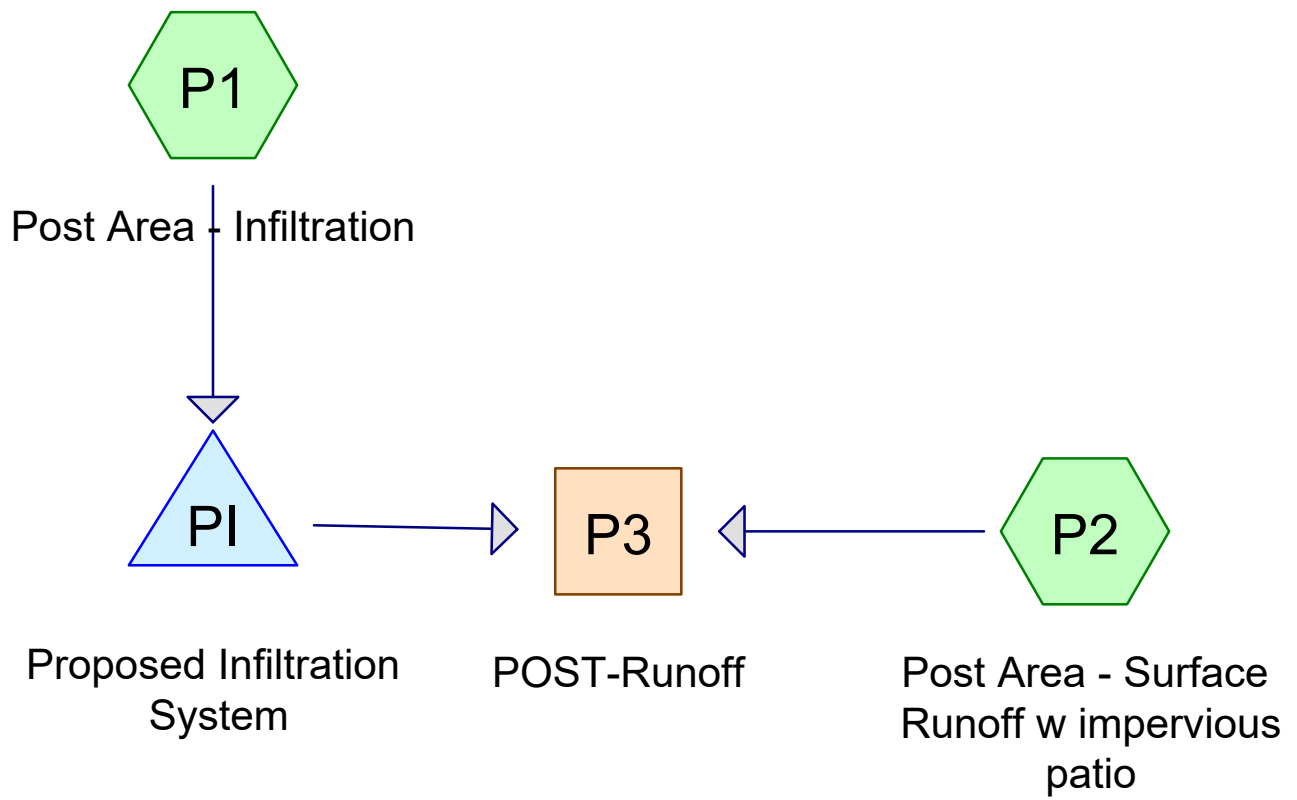 P1
Post Area - Infiltration
PI
P3
P2
Proposed Infiltration
System
POST-Runoff
Post Area - Surface
Runoff w impervious
patio